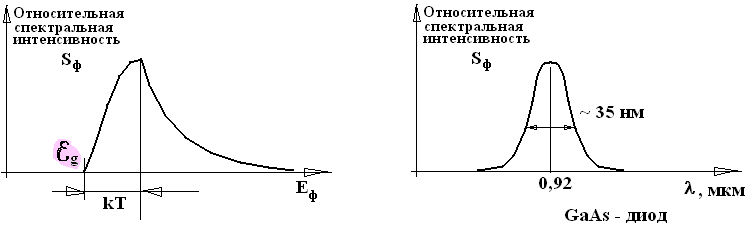 Относительная
спектральная
интенсивность
Sф
Ɛg
kT
Eф
Относительная
спектральная
интенсивность
Sф
~ 35 нм
0,92
λ, мкм
GaAs - диод